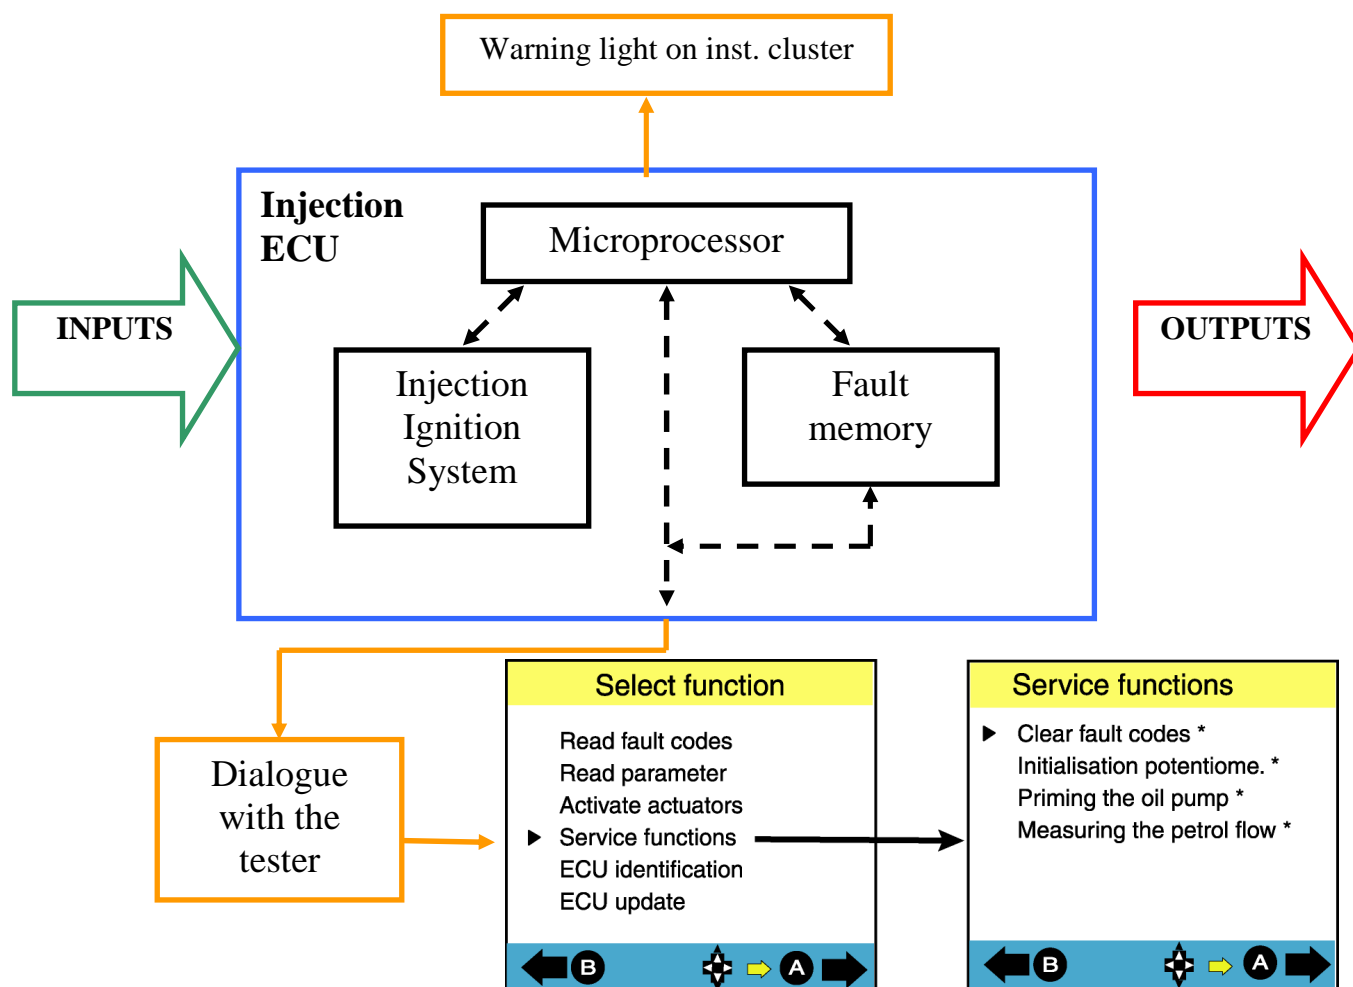 Warning light on inst. cluster
Injection
ECU
Microprocessor
INPUTS
OUTPUTS
Injection
Ignition
System
Fault
memory
Dialogue
with the
tester
Select function
Read fault codes
Read parameter
Activate actuators
Service functions
ECU identification
ECU update
B
A
Service functions
Clear fault codes *
Initialisation potentiome. *
Priming the oil pump *
Measuring the petrol flow *
B
A